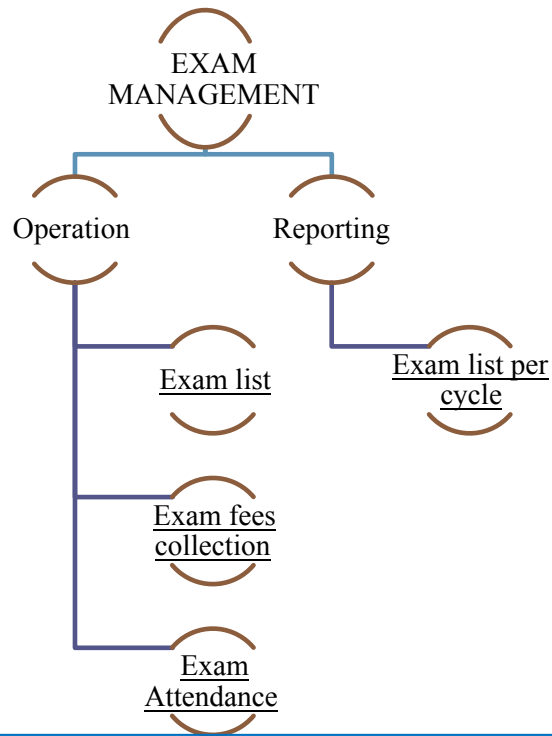 EXAM
MANAGEMENT
Operation
Reporting
Exam list
Exam list per
cycle
Exam fees
collection
Exam
Attendance